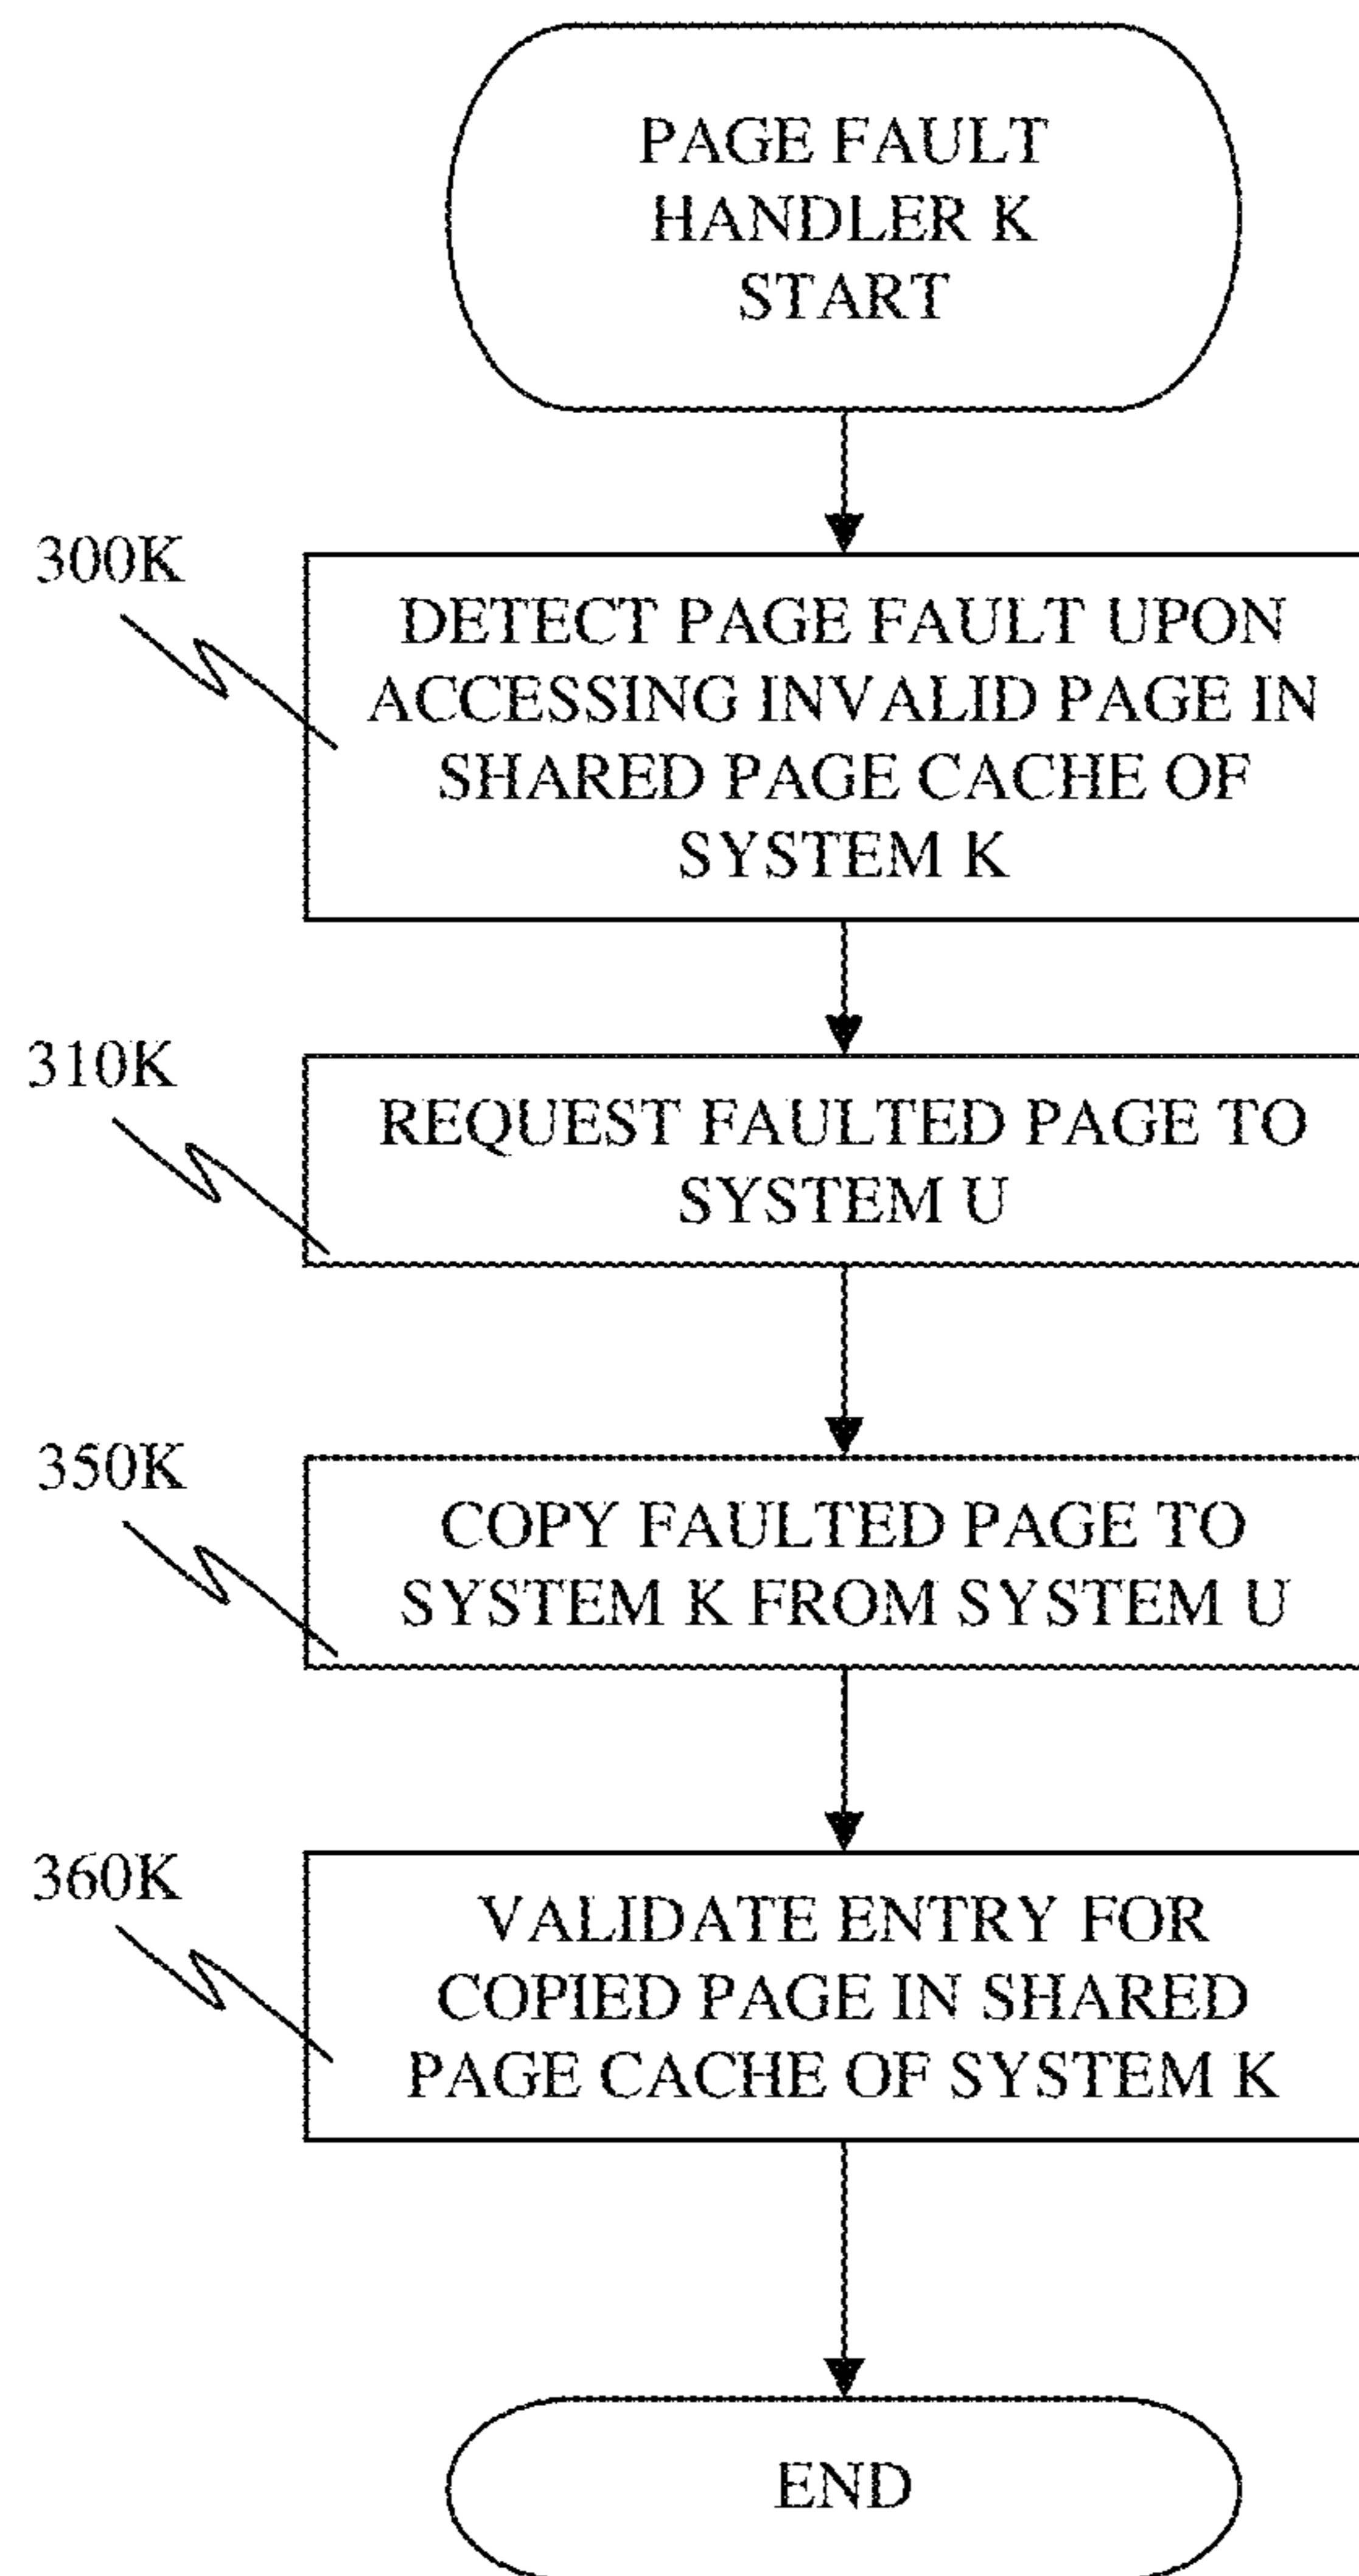 PAGE FAULT
HANDLER K
START
300K
DETECT PAGE FAULT UPON
ACCESSING INVALID PAGE IN
SHARED PAGE CACHE OF
SYSTEM K
310K
REQUEST FAULTED PAGE TO
SYSTEM U
350K
COPY FAULTED PAGE TO
SYSTEM K FROM SYSTEM U
360K
VALIDATE ENTRY FOR
COPIED PAGE IN SHARED
PAGE CACHE OF SYSTEM K
END